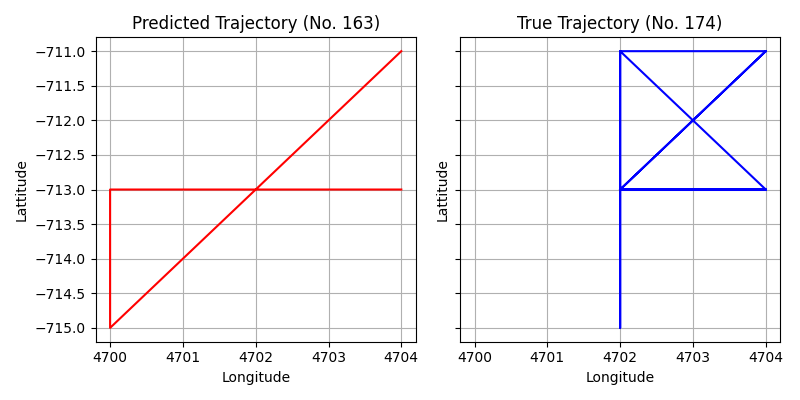 Predicted Trajectory (No. 163)
True Trajectory (No. 174)
−711.0
−711.5
−712.0
−712.5
−713.0
−713.5
−714.0
−714.5
−715.0
Lattitude
Lattitude
4700 4701 4702 4703 4704
4700 4701 4702 4703 4704
Longitude
Longitude